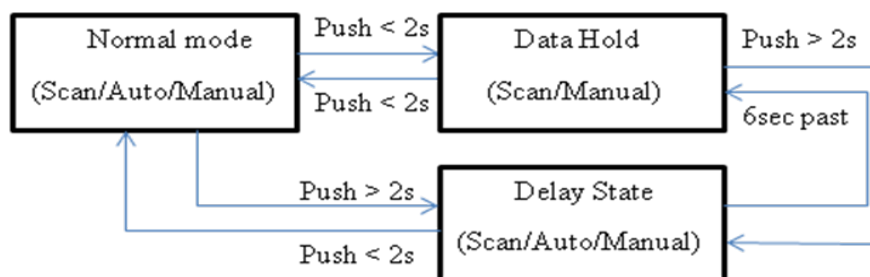 Normal mode
(Scan/Auto/Manual)
Push < 2s
Push < 2s
Data Hold
(Scan/Manual)
Push > 2s
6sec past
Push > 2s
Push < 2s
Delay State
(Scan/Auto/Manual)